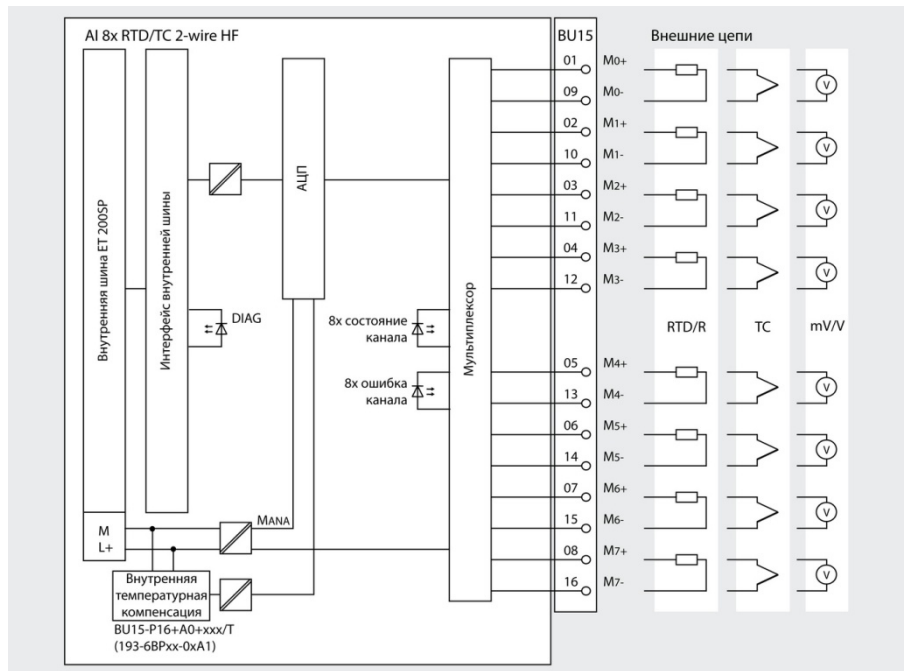 AI 8x RTD/TC 2-wire HF
BU15
Внешние цепи
Внутренняя шина ET 200SP
Интерфейс внутренней шины
АЦП
Мультиплексор
DIAG
8x состояние
канала
8x ошибка
канала
01 M0+
09 M0-
02 M1+
10 M1-
03 M2+
11 M2-
04 M3+
12 M3-
RTD/R TC mV/V
05 M4+
13 M4-
06 M5+
14 M5-
07 M6+
15 M6-
08 M7+
16 M7-
V
V
V
V
V
V
V
V
M
L+
MANA
Внутренняя
температурная
компенсация
BU15-P16+A0+xxx/T
(193-6BPxx-0xA1)